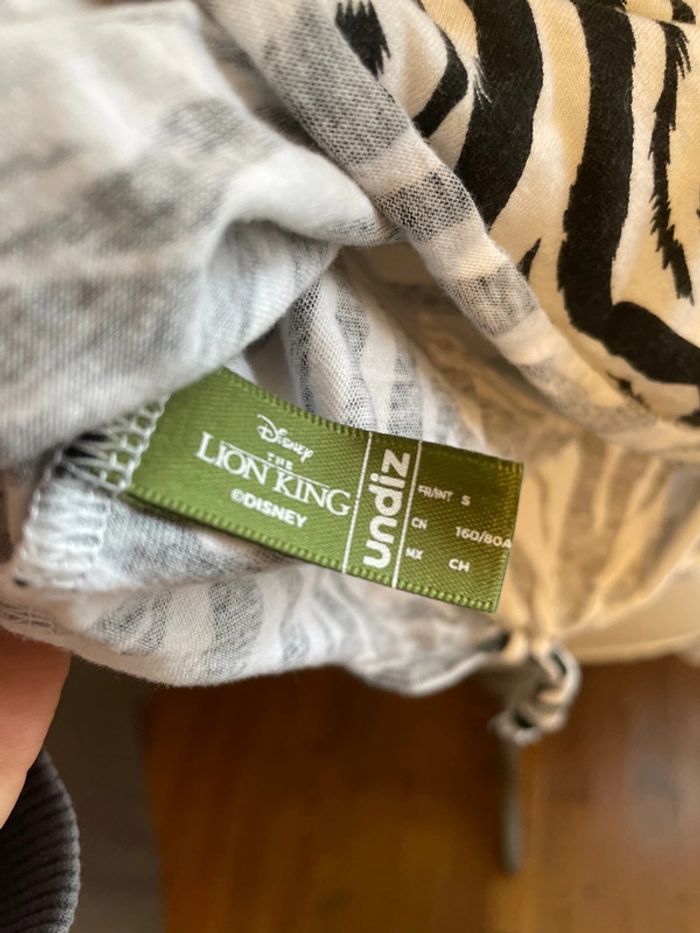 Disney
THE
LION KING
©DISNEY
undiz
FR/INT S
CN 160/80A
MX CH